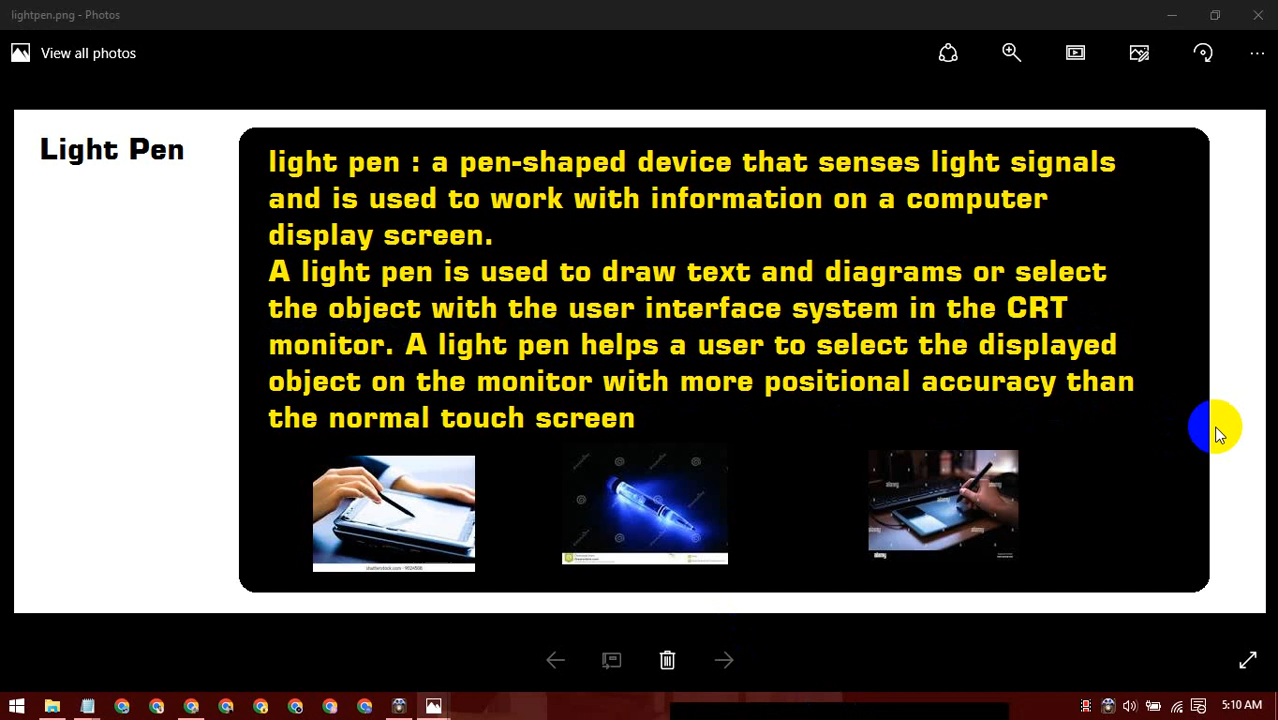 lightpen.png - Photos
View all photos
Light Pen
light pen : a pen-shaped device that senses light signals
and is used to work with information on a computer
display screen.
A light pen is used to draw text and diagrams or select
the object with the user interface system in the CRT
monitor. A light pen helps a user to select the displayed
object on the monitor with more positional accuracy than
the normal touch screen
5:10 AM